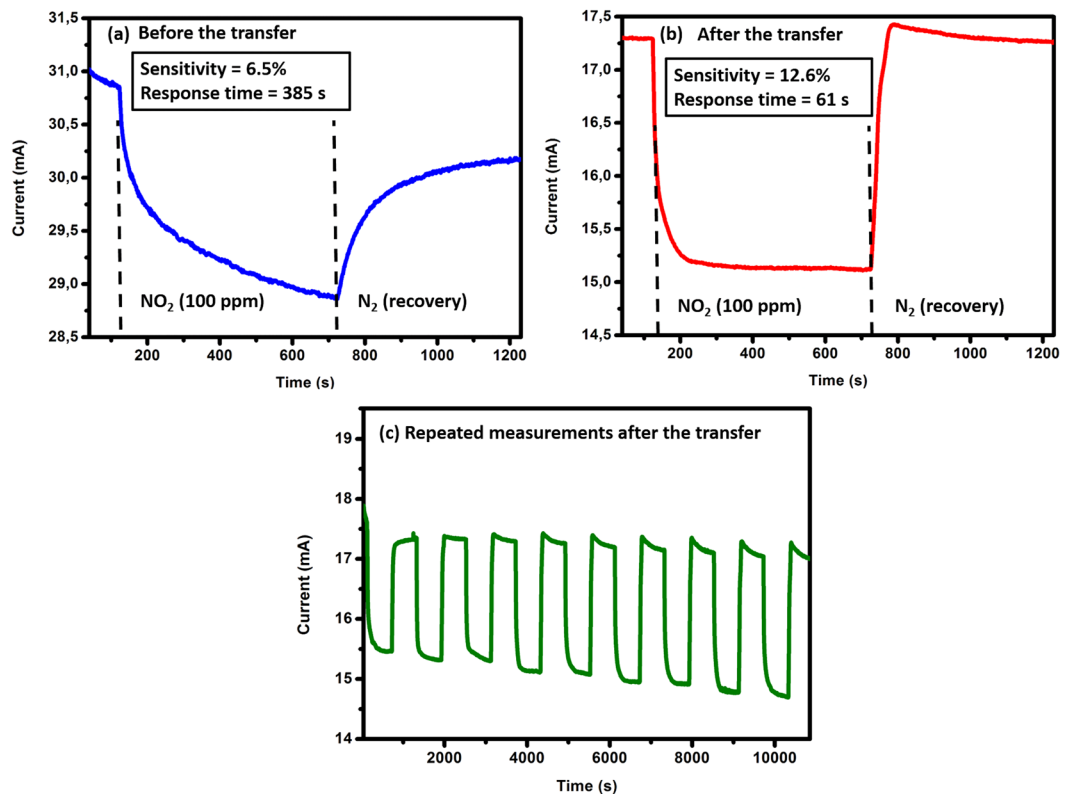 (a) Before the transfer
Sensitivity = 6.5%
Response time = 385 s
31,5
31,0
30,5
30,0
29,5
29,0
28,5
Current (mA)
NO₂ (100 ppm)
N₂ (recovery)
200 400 600 800 1000 1200
Time (s)
(b) After the transfer
Sensitivity = 12.6%
Response time = 61 s
17,5
17,0
16,5
16,0
15,5
15,0
14,5
Current (mA)
NO₂ (100 ppm)
N₂ (recovery)
200 400 600 800 1000 1200
Time (s)
(c) Repeated measurements after the transfer
19
18
17
16
15
14
Current (mA)
2000 4000 6000 8000 10000
Time (s)